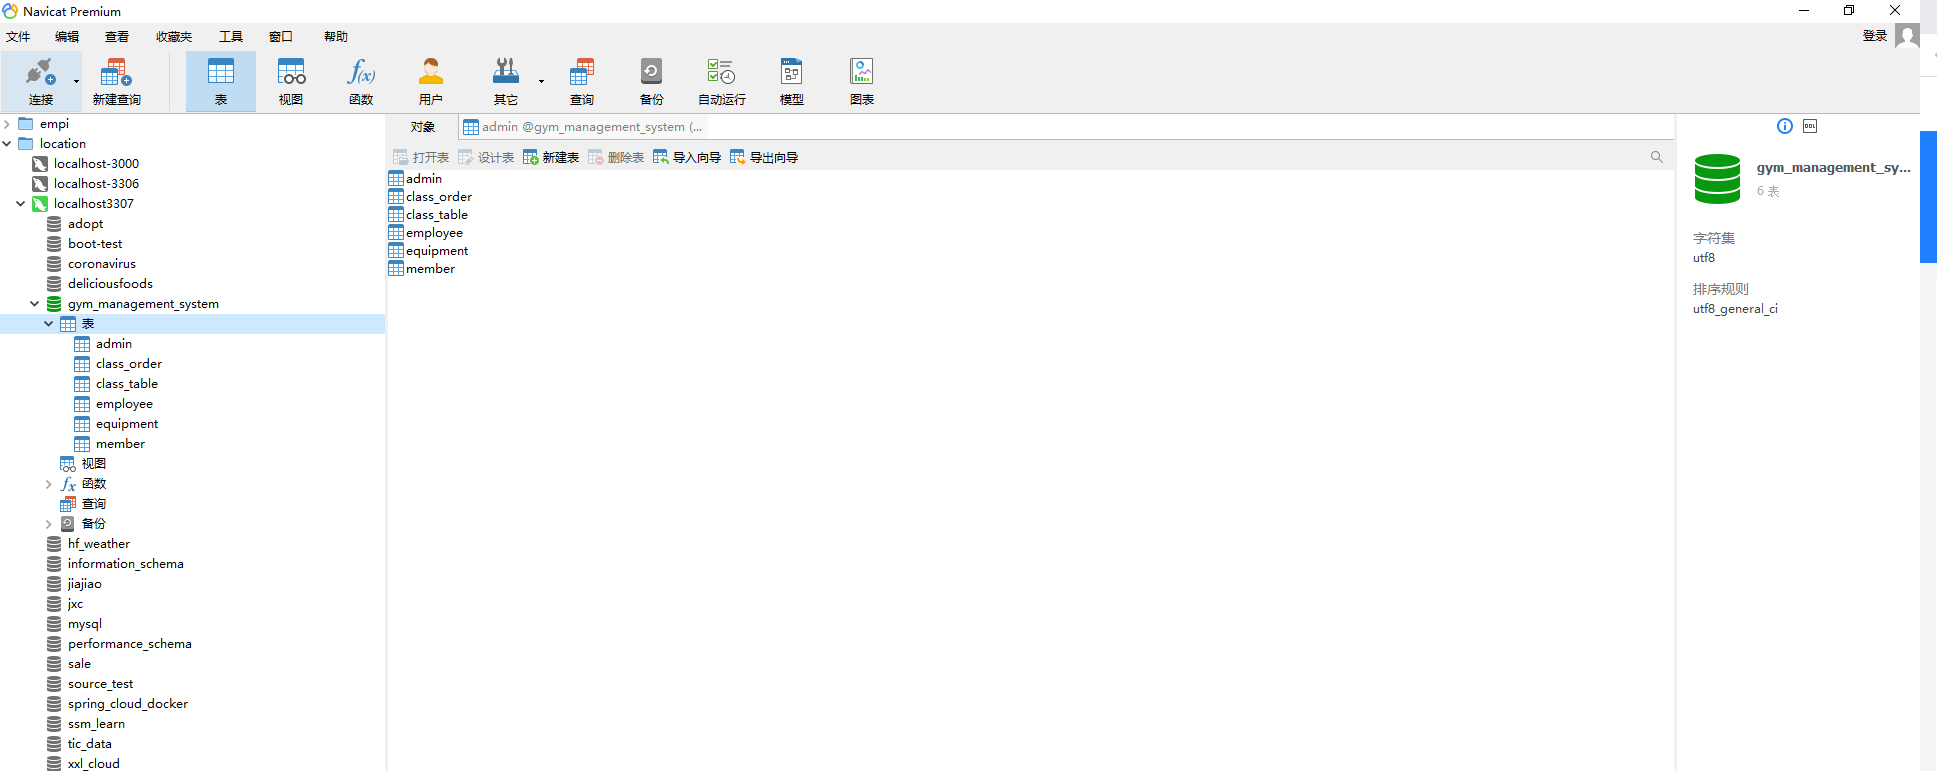 Navicat Premium
文件 编辑 查看 收藏夹 工具 窗口 帮助 登录
连接 新建查询 表 视图 函数 用户 其它 查询 备份 自动运行 模型 图表
empi
location
localhost-3000
localhost-3306
localhost3307
adopt
boot-test
coronavirus
deliciousfoods
gym_management_system
表
admin
class_order
class_table
employee
equipment
member
视图
函数
查询
备份
hf_weather
information_schema
jiajiao
jxc
mysql
performance_schema
sale
source_test
spring_cloud_docker
ssm_learn
tic_data
xxl_cloud
对象 admin @gym_management_system (...
打开表 设计表 新建表 删除表 导入向导 导出向导
admin
class_order
class_table
employee
equipment
member
DDL
gym_management_sy...
6 表
字符集
utf8
排序规则
utf8_general_ci